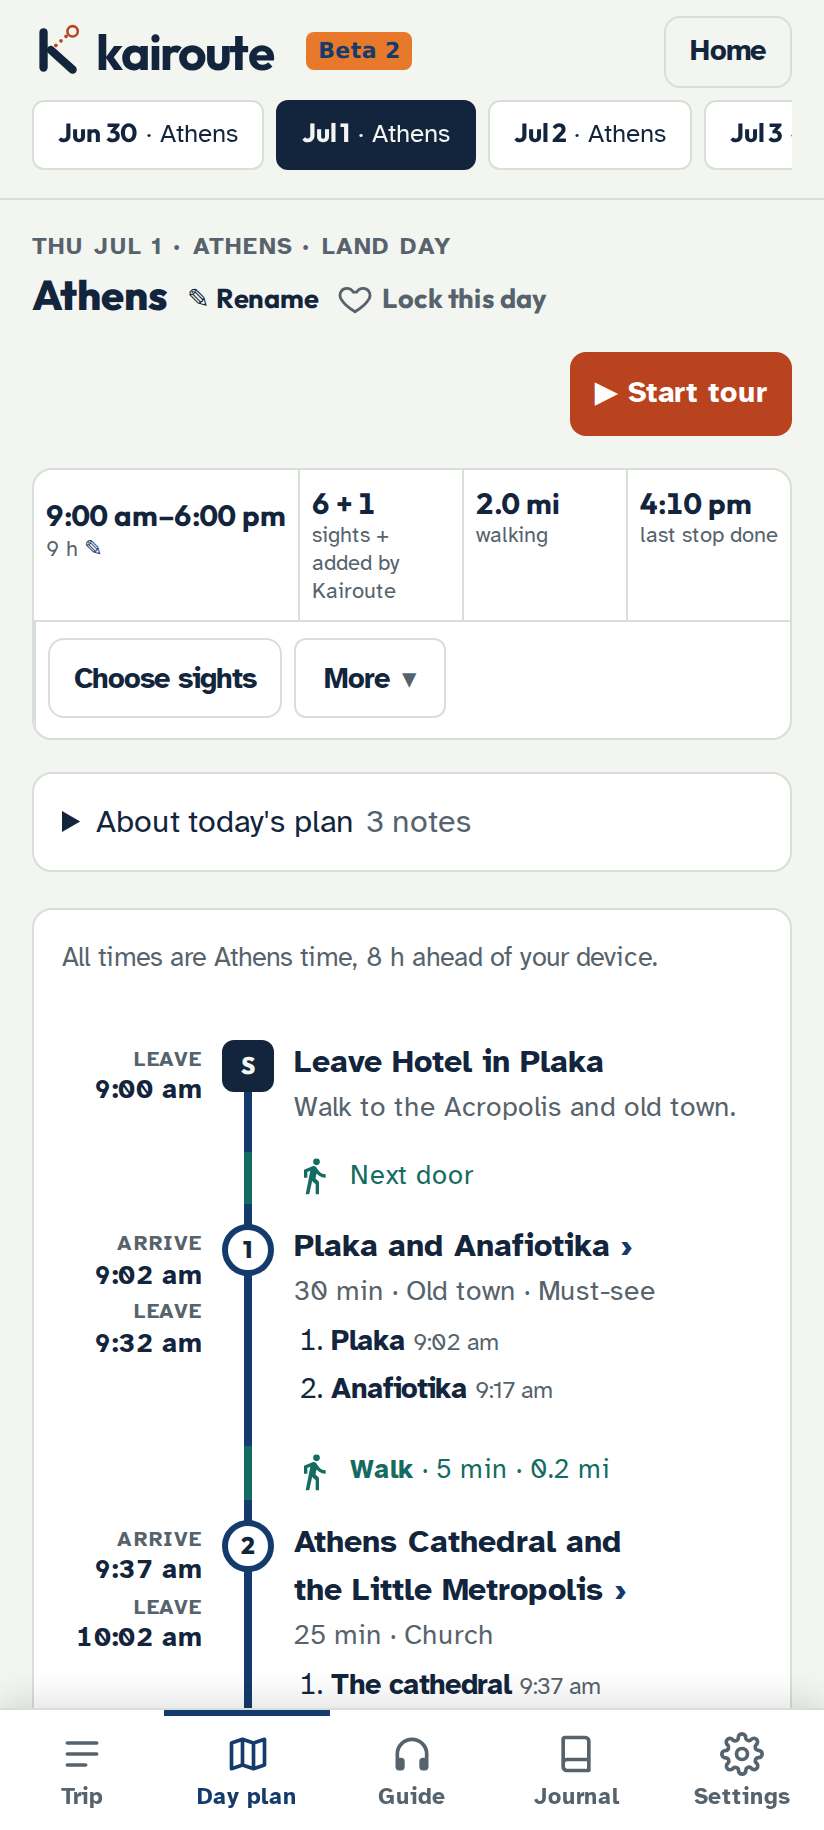 kairoute Beta 2 Home
Jun 30 · Athens Jul 1 · Athens Jul 2 · Athens Jul 3 ·
THU JUL 1 · ATHENS · LAND DAY
Athens ✎ Rename Lock this day
▶ Start tour
9:00 am–6:00 pm
9 h ✎
6 + 1
sights +
added by
Kairoute
2.0 mi
walking
4:10 pm
last stop done
Choose sights More ▼
▶ About today's plan 3 notes
All times are Athens time, 8 h ahead of your device.
LEAVE
9:00 am
S
Leave Hotel in Plaka
Walk to the Acropolis and old town.
Next door
ARRIVE
9:02 am
LEAVE
9:32 am
1
Plaka and Anafiotika ›
30 min · Old town · Must-see
1. Plaka 9:02 am
2. Anafiotika 9:17 am
Walk · 5 min · 0.2 mi
ARRIVE
9:37 am
LEAVE
10:02 am
2
Athens Cathedral and
the Little Metropolis ›
25 min · Church
1. The cathedral 9:37 am
Trip Day plan Guide Journal Settings